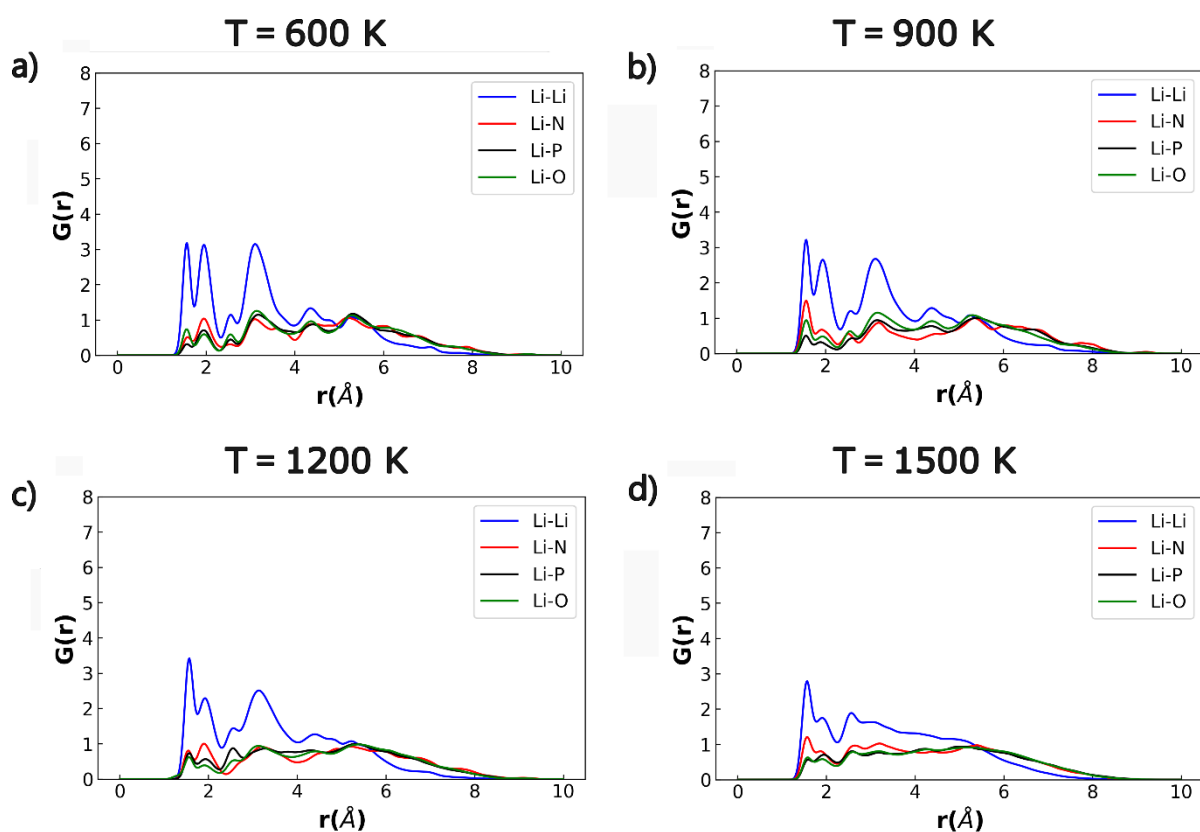 T = 600 K
a)
8
7
6
5
4
3
2
1
0
G(r)
Li-Li
Li-N
Li-P
Li-O
0 2 4 6 8 10
r(Å)
T = 900 K
b)
8
7
6
5
4
3
2
1
0
G(r)
Li-Li
Li-N
Li-P
Li-O
0 2 4 6 8 10
r(Å)
T = 1200 K
c)
8
7
6
5
4
3
2
1
0
G(r)
Li-Li
Li-N
Li-P
Li-O
0 2 4 6 8 10
r(Å)
T = 1500 K
d)
8
7
6
5
4
3
2
1
0
G(r)
Li-Li
Li-N
Li-P
Li-O
0 2 4 6 8 10
r(Å)